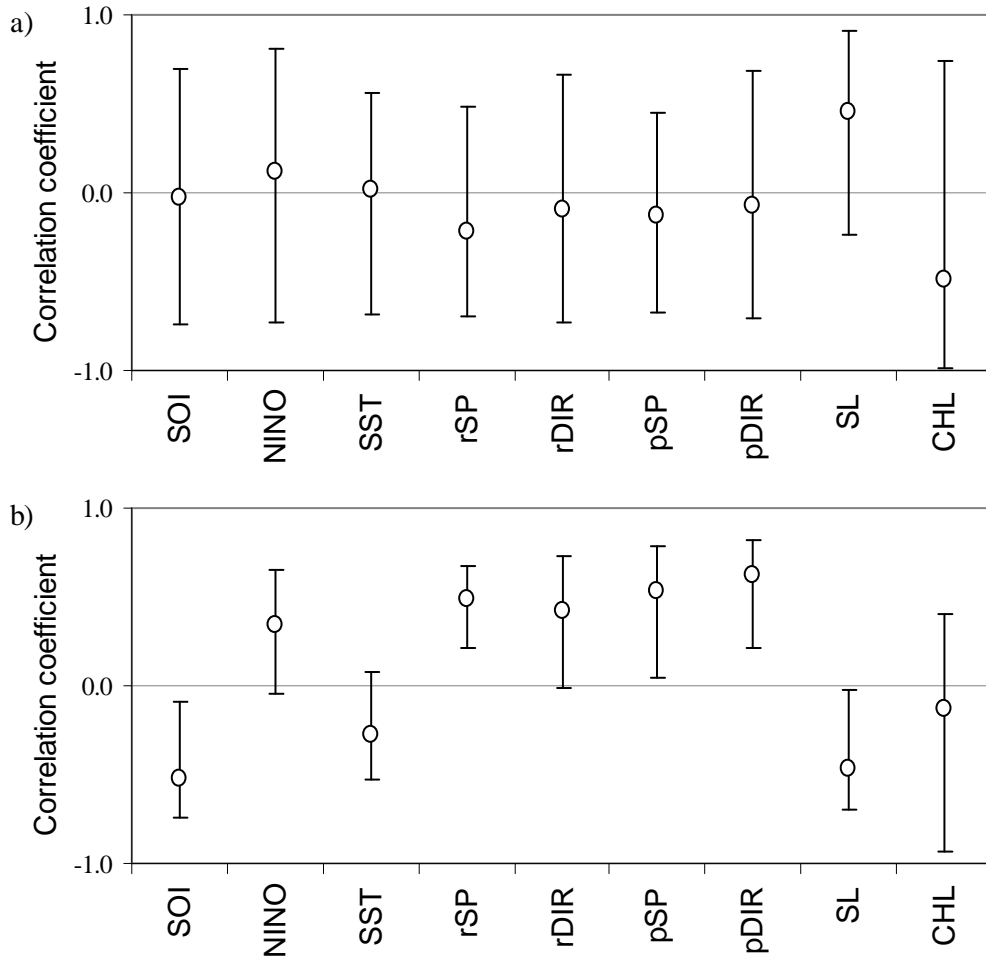 a)
Correlation coefficient
1.0
0.0
-1.0
SOI
NINO
SST
rSP
rDIR
pSP
pDIR
SL
CHL
b)
Correlation coefficient
1.0
0.0
-1.0
SOI
NINO
SST
rSP
rDIR
pSP
pDIR
SL
CHL